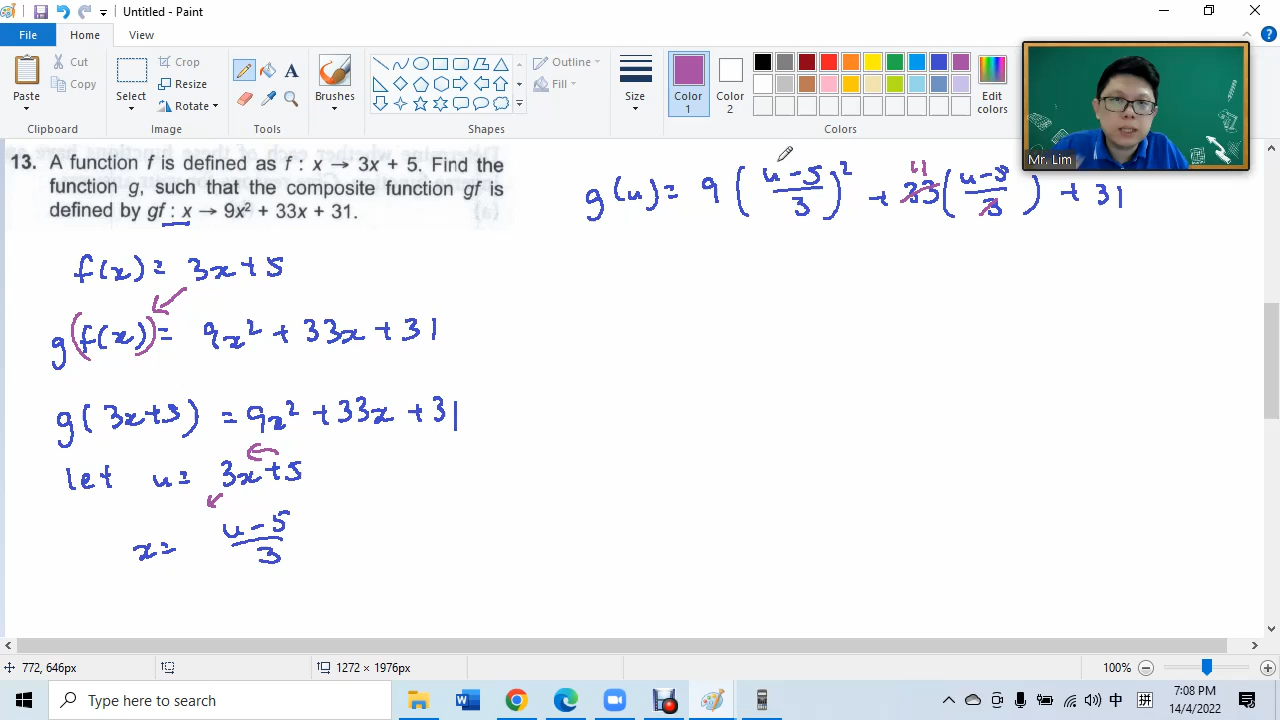 Untitled - Paint
File Home View
Paste Cut Copy
Select Crop Resize Rotate
Brushes
Outline Fill
Size
Color 1
Color 2
Edit colors
Clipboard Image Tools Shapes Colors
Mr. Lim
13. A function f is defined as f : x → 3x + 5. Find the
function g, such that the composite function gf is
defined by gf : x → 9x² + 33x + 31.
f(x) = 3x + 5
g(f(x)) = 9x² + 33x + 31
g(3x+5) = 9x² + 33x + 31
let u = 3x + 5
x = (u-5)/3
g(u) = 9((u-5)/3)² + 33((u-5)/3) + 31
11
1272 × 1976px
772, 646px
100%
Type here to search
中 拼
7:08 PM
14/4/2022